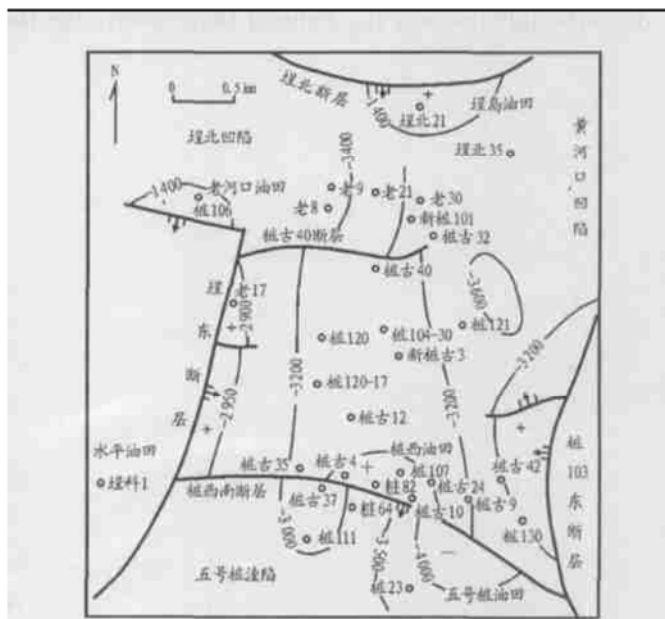 N
0 0.5 km
埕北断层
-1400
埕岛油田
埕北21
埕北凹陷
埕北35
黄河口凹陷
-3400
-1400
老河口油田
桩106
老9
老21
老30
老8
新桩101
桩古40断层
桩古32
桩古40
-3600
埕东断层
老17
-2900
桩120
桩104-30
桩121
新桩古3
-3200
-3200
-3200
-2950
桩120-17
桩古12
水平油田
埕科1
桩西油田
桩古35
桩古4
桩107
桩古42
桩103东断层
桩西南断层
桩古37
桩82
桩古24
桩古9
桩64
桩古10
-3000
桩111
-3500
-4000
桩130
五号桩洼陷
桩23
五号桩油田